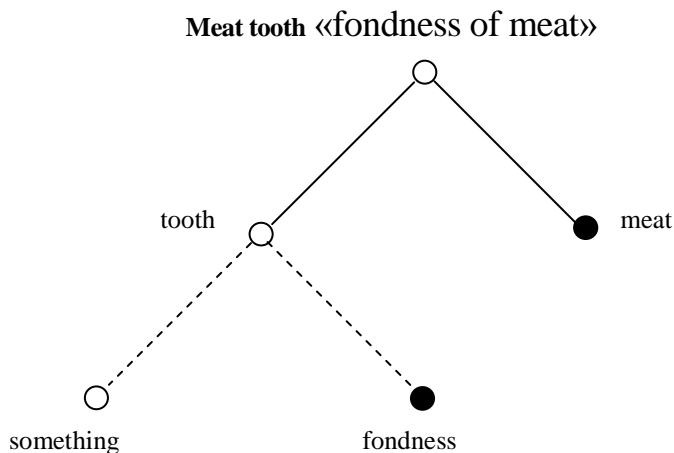 Meat tooth «fondness of meat»
tooth
meat
something
fondness